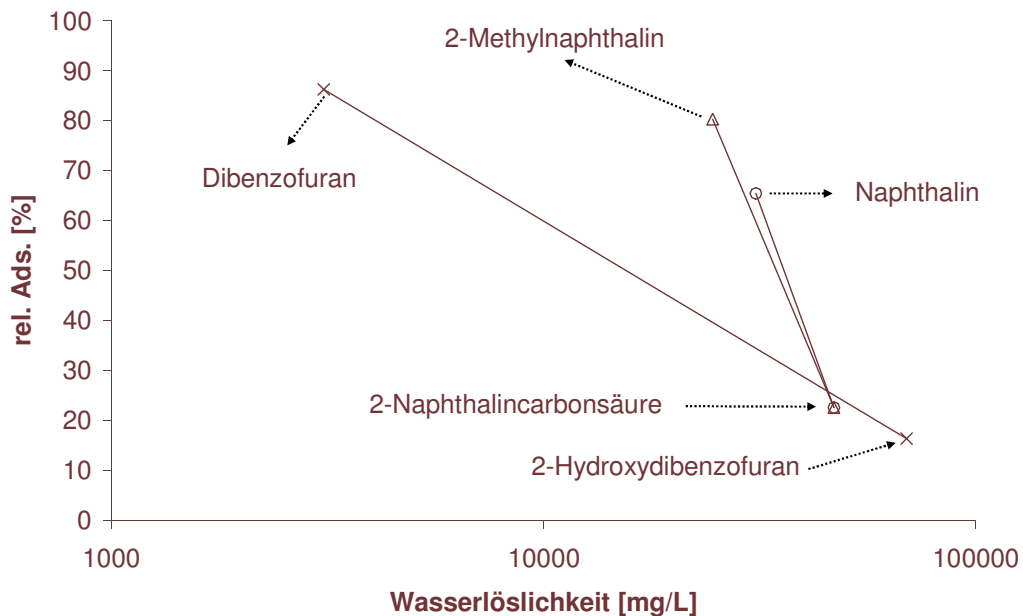 100
90
80
70
60
50
40
30
20
10
0
rel. Ads. [%]
2-Methylnaphthalin
Dibenzofuran
Naphthalin
2-Naphthalincarbonsäure
2-Hydroxydibenzofuran
1000
10000
100000
Wasserlöslichkeit [mg/L]